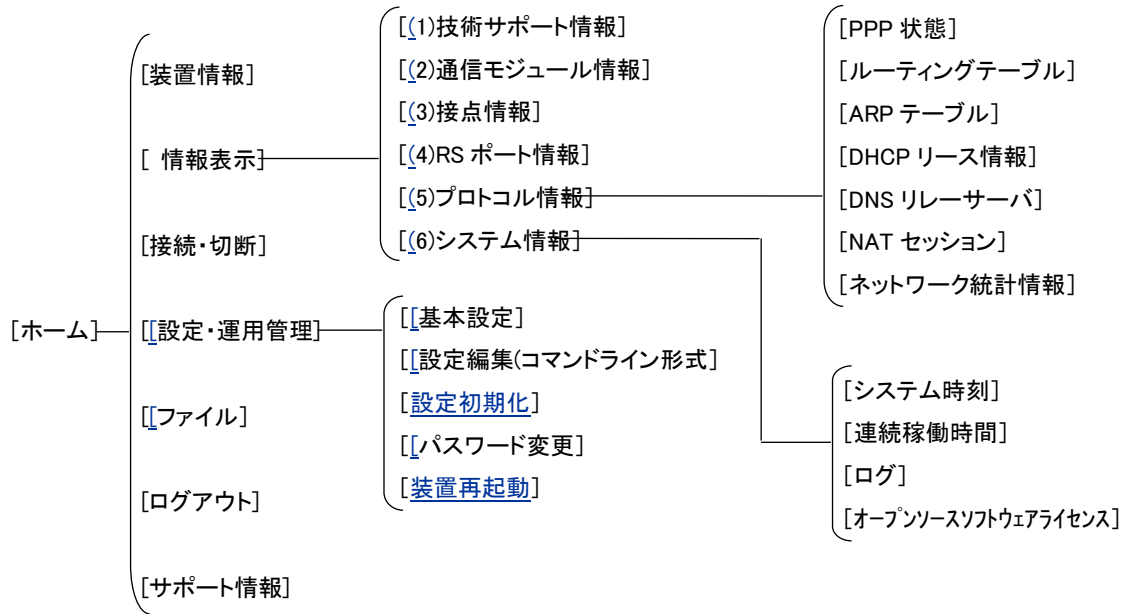 [ホーム]
[装置情報]
[ 情報表示]
[接続・切断]
[[設定・運用管理]
[[ファイル]
[ログアウト]
[サポート情報]
[(1)技術サポート情報]
[(2)通信モジュール情報]
[(3)接点情報]
[(4)RS ポート情報]
[(5)プロトコル情報]
[(6)システム情報]
[[基本設定]
[[設定編集(コマンドライン形式]
[設定初期化]
[[パスワード変更]
[装置再起動]
[PPP 状態]
[ルーティングテーブル]
[ARP テーブル]
[DHCP リース情報]
[DNS リレーサーバ]
[NAT セッション]
[ネットワーク統計情報]
[システム時刻]
[連続稼働時間]
[ログ]
[オープンソースソフトウェアライセンス]